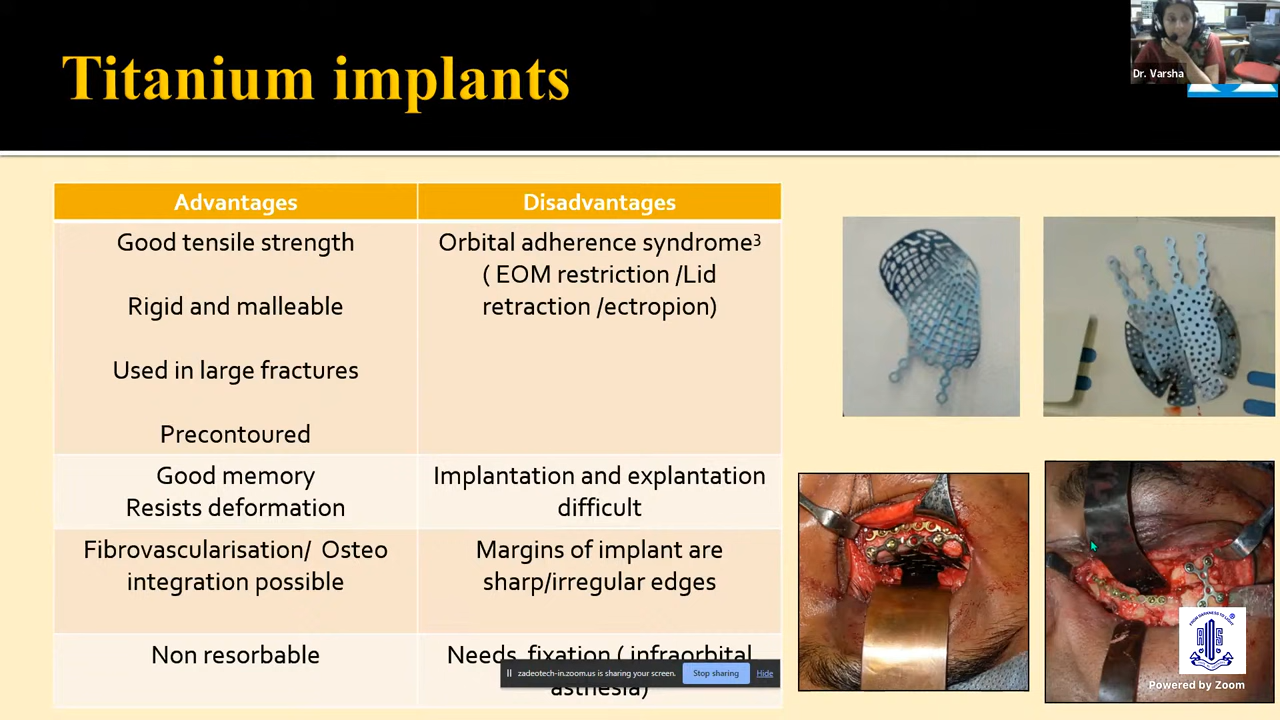 Titanium implants
Dr. Varsha
Advantages
Disadvantages
Good tensile strength
Rigid and malleable
Used in large fractures
Precontoured
Orbital adherence syndrome³
( EOM restriction /Lid
retraction /ectropion)
Good memory
Resists deformation
Implantation and explantation
difficult
Fibrovascularisation/ Osteo
integration possible
Margins of implant are
sharp/irregular edges
Non resorbable
Needs fixation ( infraorbital
zadeotech-in.zoom.us is sharing your screen.
Stop sharing
Hide
Powered by Zoom